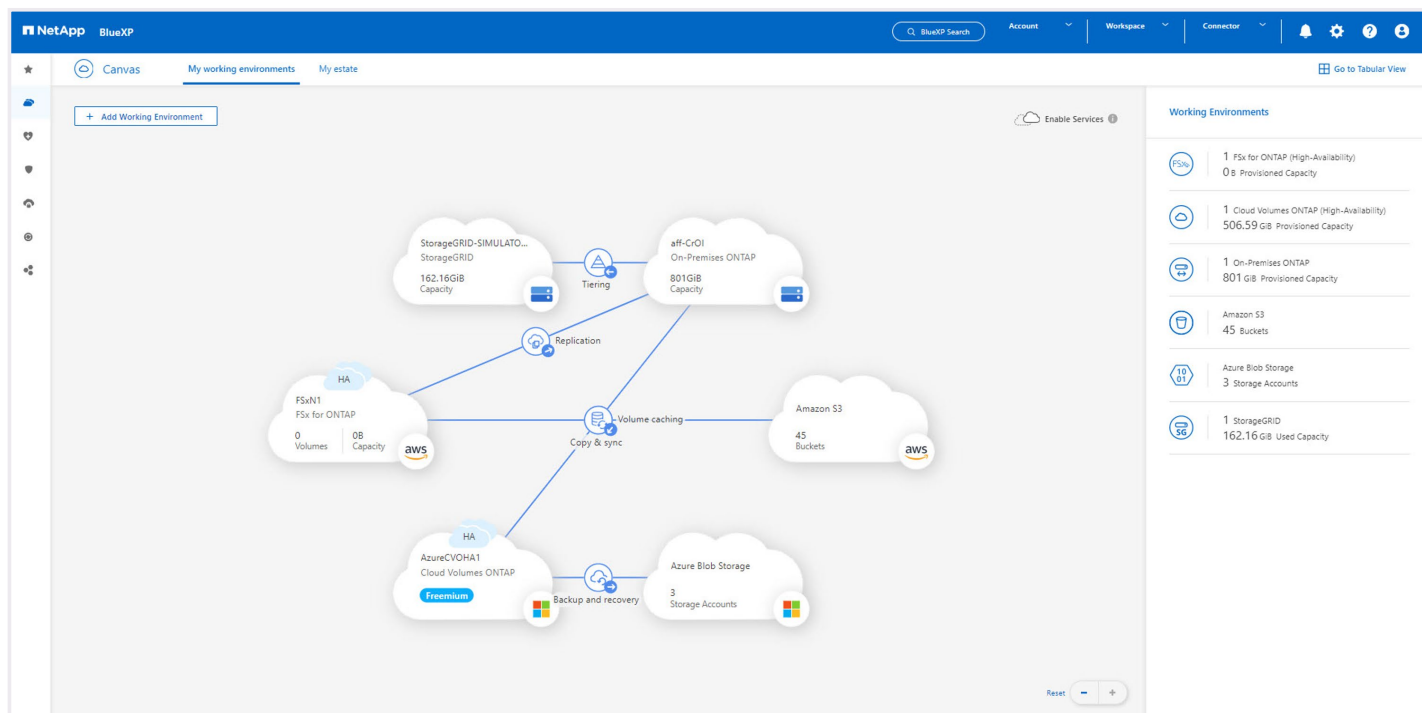 NetApp BlueXP
BlueXP Search
Account
Workspace
Connector
Canvas
My working environments
My estate
Go to Tabular View
+ Add Working Environment
Enable Services
StorageGRID-SIMULATO...
StorageGRID
162.16GiB
Capacity
Tiering
aff-CrOI
On-Premises ONTAP
801GiB
Capacity
Replication
HA
FSxN1
FSx for ONTAP
0
Volumes
0B
Capacity
aws
Volume caching
Copy & sync
Amazon S3
45
Buckets
aws
HA
AzureCVOHA1
Cloud Volumes ONTAP
Freemium
Backup and recovery
Azure Blob Storage
3
Storage Accounts
Reset
- +
Working Environments
FSx
1 FSx for ONTAP (High-Availability)
0 B Provisioned Capacity
1 Cloud Volumes ONTAP (High-Availability)
506.59 GiB Provisioned Capacity
1 On-Premises ONTAP
801 GiB Provisioned Capacity
Amazon S3
45 Buckets
10
01
Azure Blob Storage
3 Storage Accounts
SG
1 StorageGRID
162.16 GiB Used Capacity